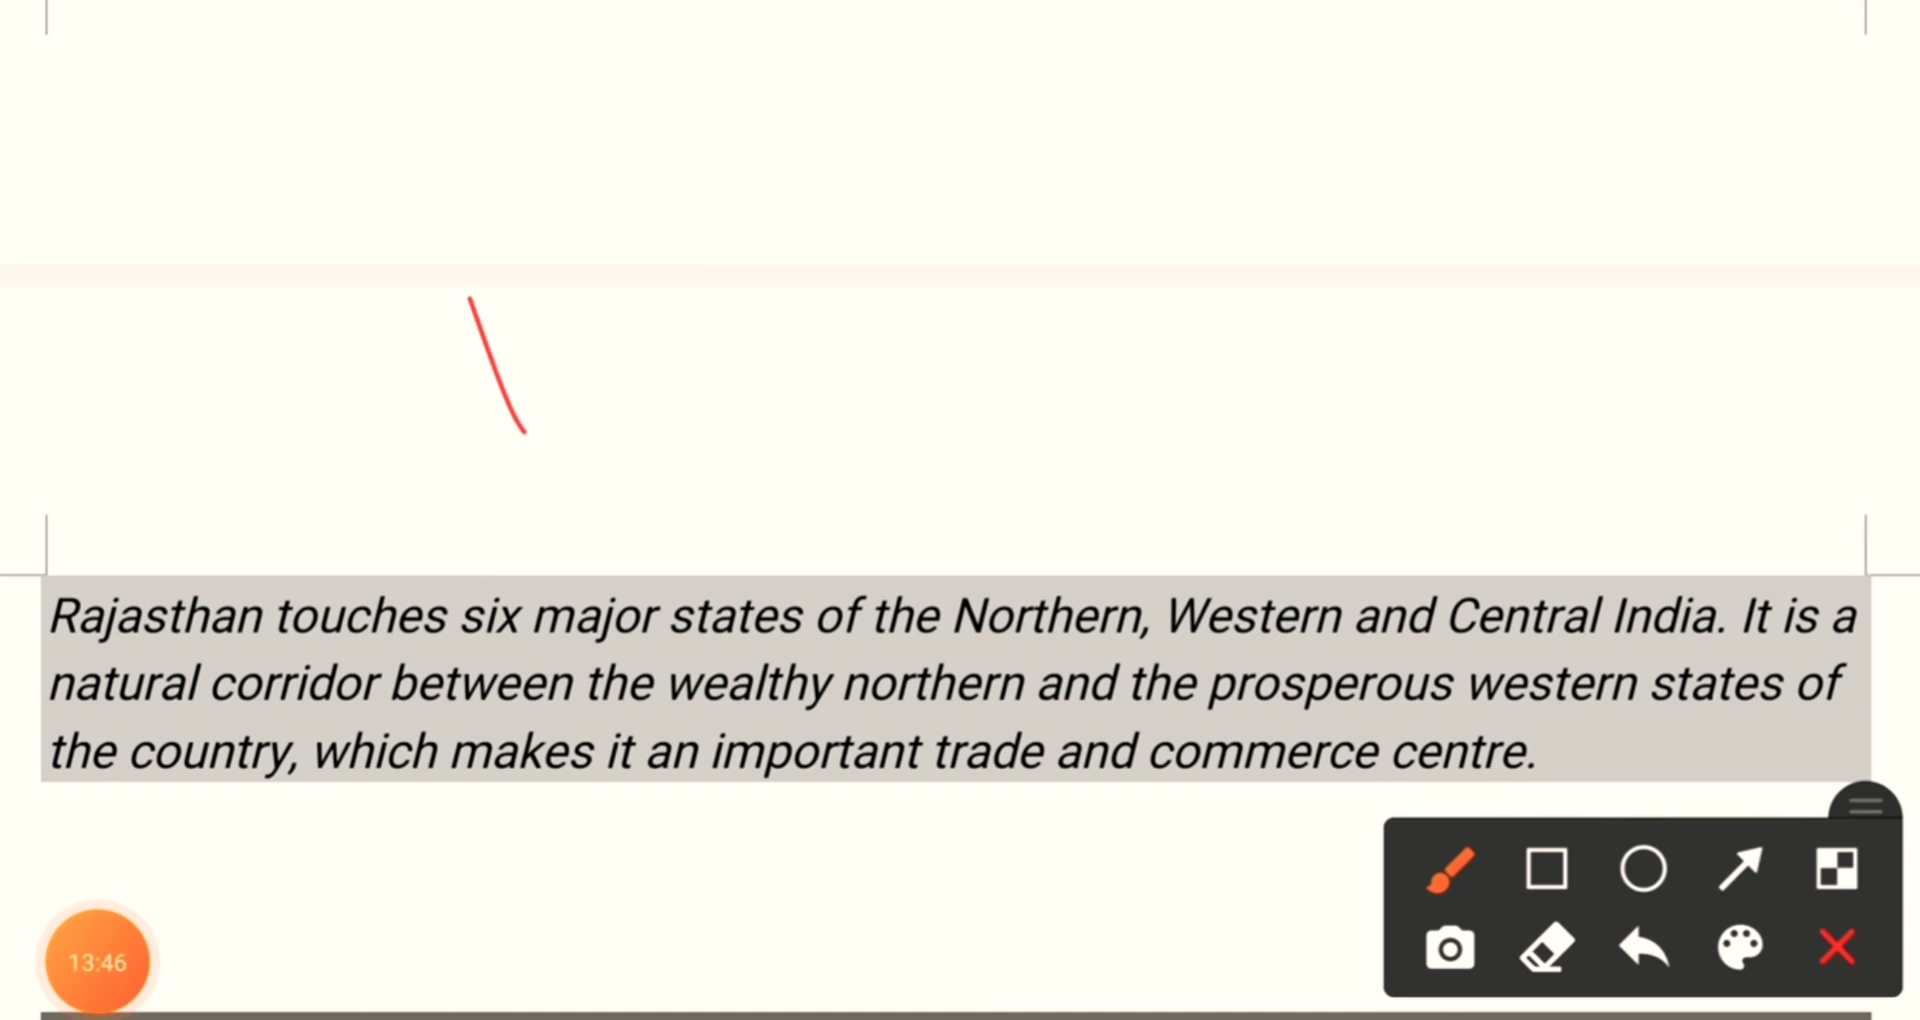 Rajasthan touches six major states of the Northern, Western and Central India. It is a
natural corridor between the wealthy northern and the prosperous western states of
the country, which makes it an important trade and commerce centre.
13:46